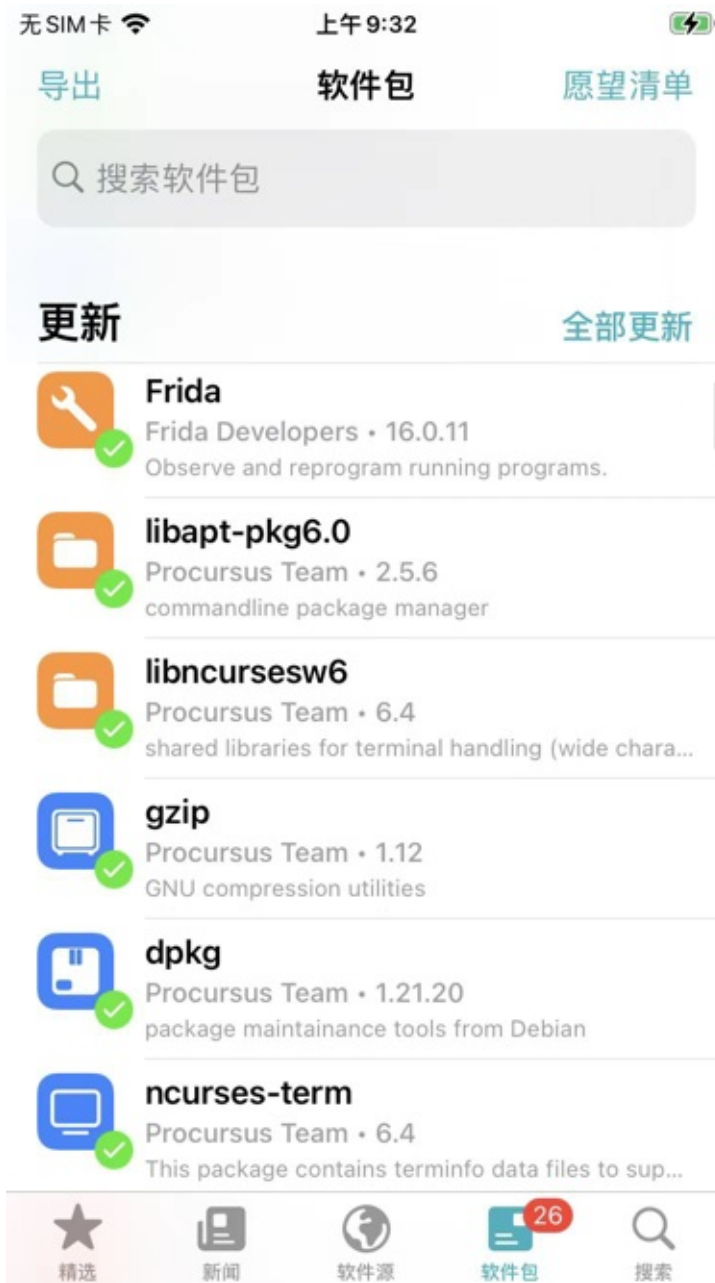 无SIM卡 上午9:32
导出 软件包 愿望清单
搜索软件包
更新 全部更新
Frida
Frida Developers • 16.0.11
Observe and reprogram running programs.
libapt-pkg6.0
Procursus Team • 2.5.6
commandline package manager
libncursesw6
Procursus Team • 6.4
shared libraries for terminal handling (wide chara...
gzip
Procursus Team • 1.12
GNU compression utilities
dpkg
Procursus Team • 1.21.20
package maintainance tools from Debian
ncurses-term
Procursus Team • 6.4
This package contains terminfo data files to sup...
26
精选 新闻 软件源 软件包 搜索